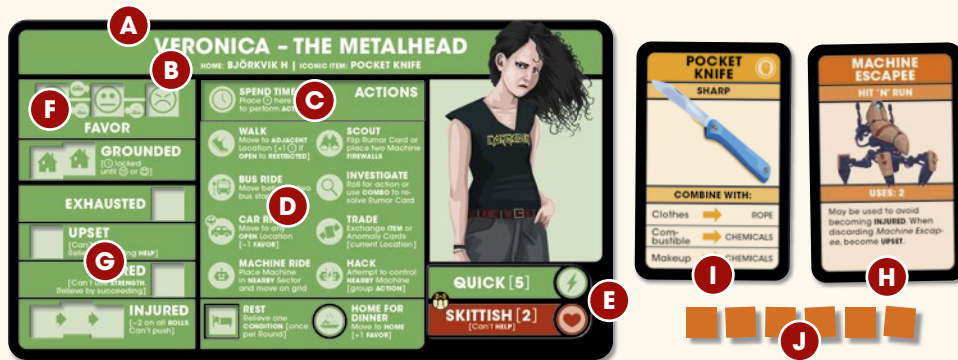 A
VERONICA – THE METALHEAD
HOME: BJÖRKVIK H | ICONIC ITEM: POCKET KNIFE
B
F
FAVOR
GROUNDED
locked
until
EXHAUSTED
UPSET
[Can't
HELP]
G
[Can't use STRENGTH.
Relieve by succeeding]
INJURED
[−2 on all ROLLS.
Can't push]
SPEND TIME
Place here
to perform
C
ACTIONS
WALK
Move to ADJACENT
Location [+1 if
OPEN to RESTRICTED]
SCOUT
Flip Rumor Card or
place two Machine
FIREWALLS
BUS RIDE
D
INVESTIGATE
Roll for action or
use COMBO to re-
solve Rumor Card
CAR
Move to any
OPEN Location
[−1 FAVOR]
TRADE
Exchange ITEM or
Anomaly Cards
[current Location]
MACHINE RIDE
Place Machine
in NEARBY Sector
and move on grid
HACK
Attempt to control
NEARBY Machine
[group ACTION]
REST
Relieve one
CONDITION [once
per Round]
HOME FOR
DINNER
Move to HOME
[+1 FAVOR]
QUICK [5]
E
SKITTISH [2]
[Can't HELP]
POCKET
KNIFE
SHARP
COMBINE WITH:
Clothes ROPE
Com-
bustible CHEMICALS
Makeup CHEMICALS
I
MACHINE
ESCAPEE
HIT 'N' RUN
USES: 2
May be used to avoid
becoming INJURED. When
discarding Machine Escap-
ee, become UPSET.
H
J